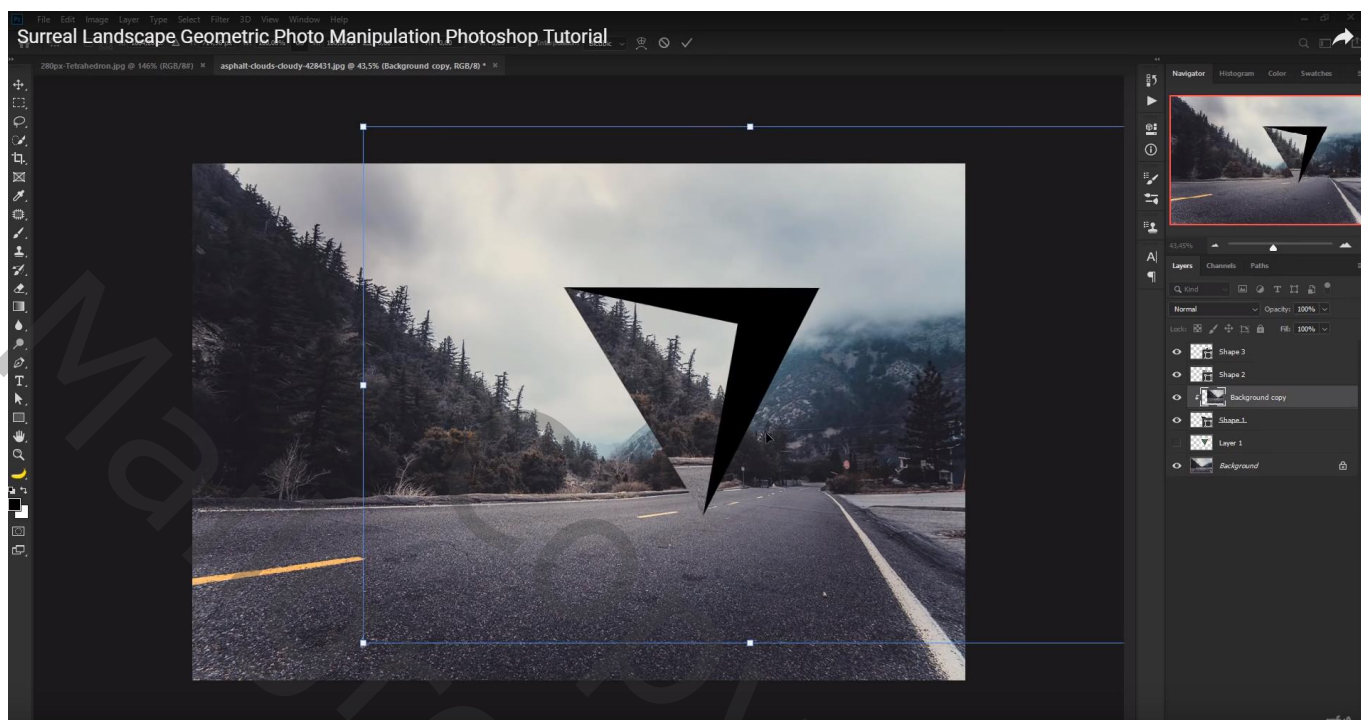 Ps File Edit Image Layer Type Select Filter 3D View Window Help
Surreal Landscape Geometric Photo Manipulation Photoshop Tutorial
280px-Tetrahedron.jpg @ 146% (RGB/8#) × asphalt-clouds-cloudy-428431.jpg @ 43,5% (Background copy, RGB/8) * ×
Navigator Histogram Color Swatches
43,45%
Layers Channels Paths
Kind
Normal Opacity: 100%
Lock: Fill: 100%
Shape 3
Shape 2
Background copy
Shape 1
Layer 1
Background